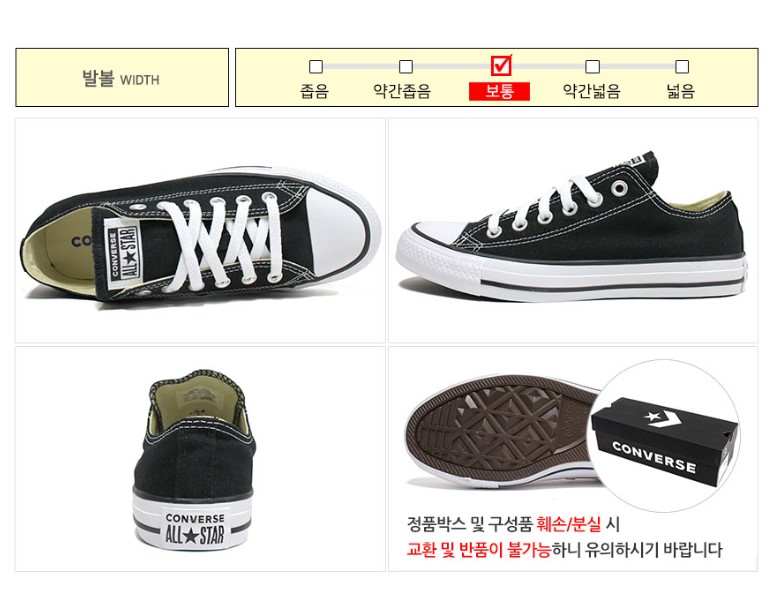 발볼 WIDTH
좁음 약간좁음 보통 약간넓음 넓음
CONVERSE
ALL★STAR
CO
CONVERSE
ALL★STAR
CONVERSE
정품박스 및 구성품 훼손/분실 시
교환 및 반품이 불가능하니 유의하시기 바랍니다